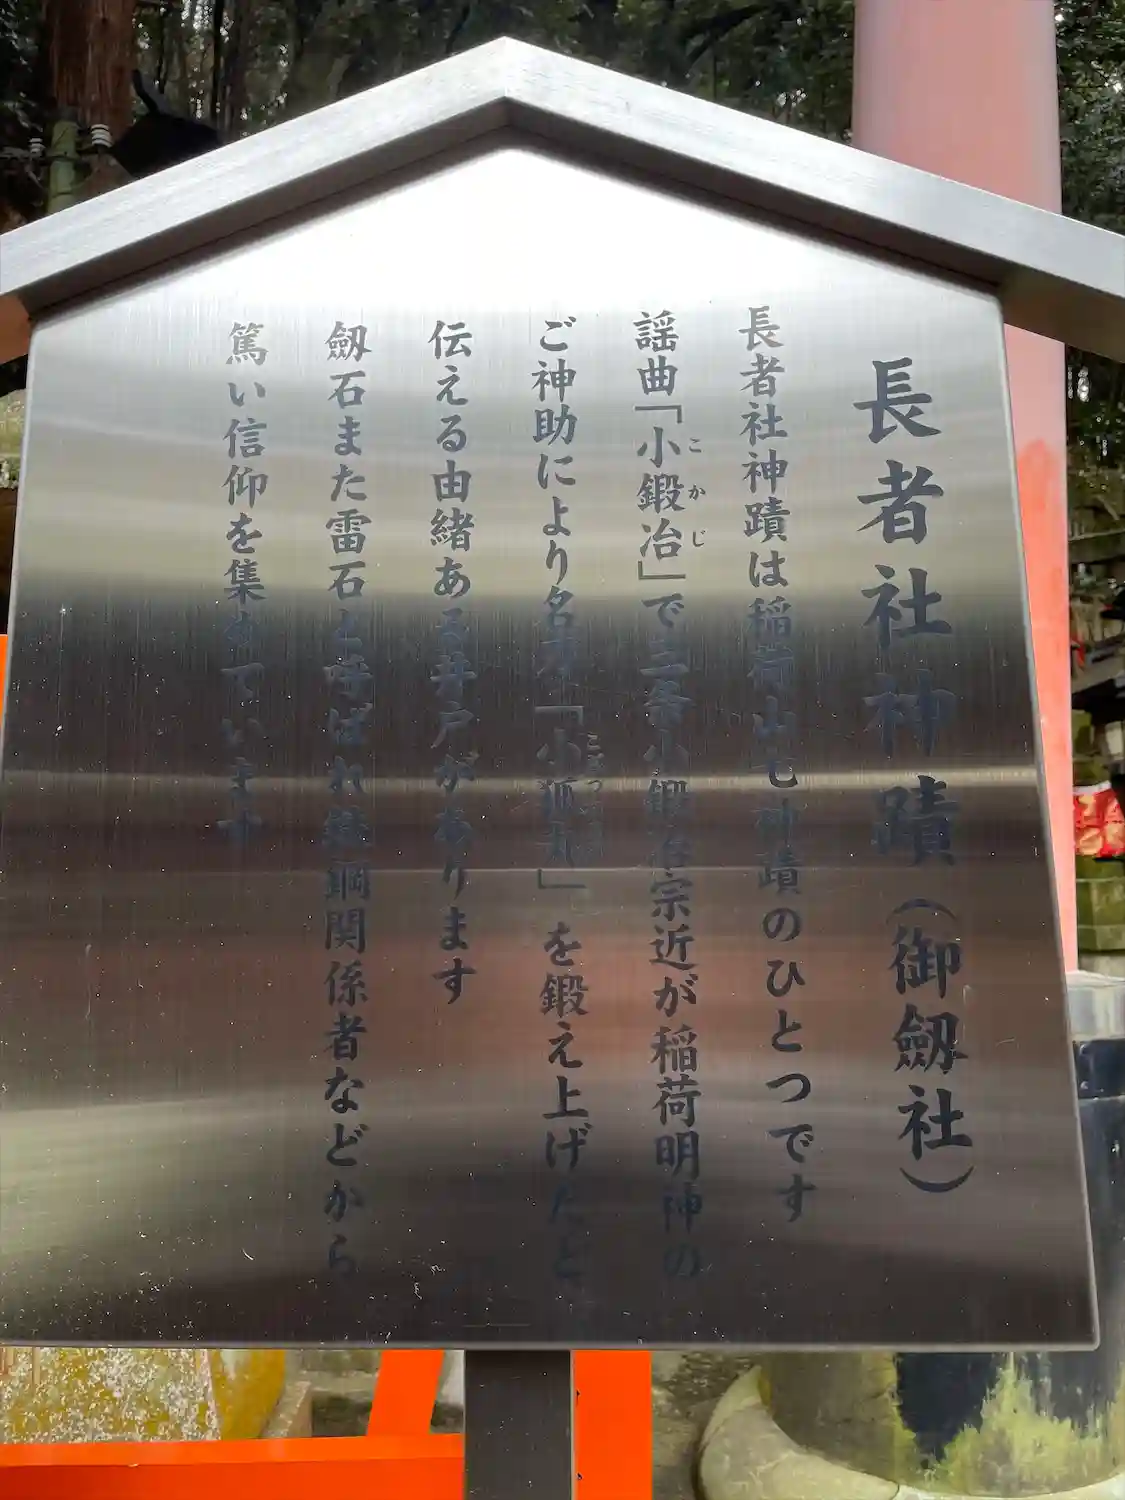 長者社神蹟（御劔社）
長者社神蹟は稲荷山七神蹟のひとつです
謡曲「小鍛冶」で三条小鍛冶宗近が稲荷明神の
こかじ
ご神助により名刀「小狐丸」を鍛え上げたと
伝える由緒ある井戸があります
劔石また雷石と呼ばれ鉄鋼関係者などから
篤い信仰を集めています